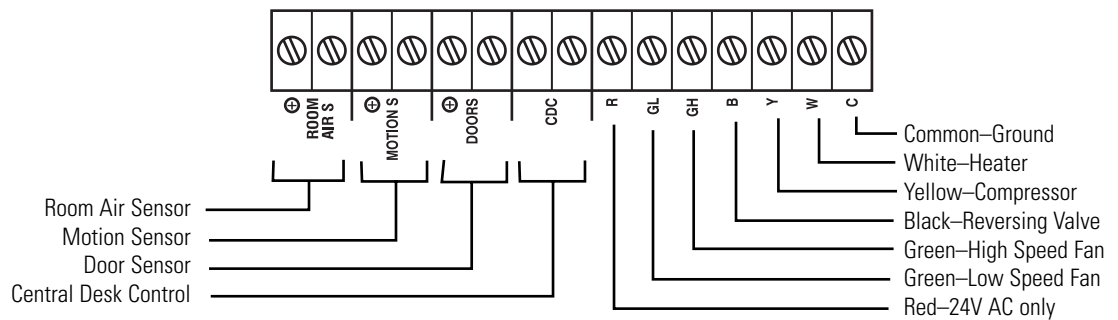 ⊕ ROOM AIR S
⊕ MOTION S
⊕ DOORS
CDC
R
GL
GH
B
Y
W
C
Room Air Sensor
Motion Sensor
Door Sensor
Central Desk Control
Common–Ground
White–Heater
Yellow–Compressor
Black–Reversing Valve
Green–High Speed Fan
Green–Low Speed Fan
Red–24V AC only